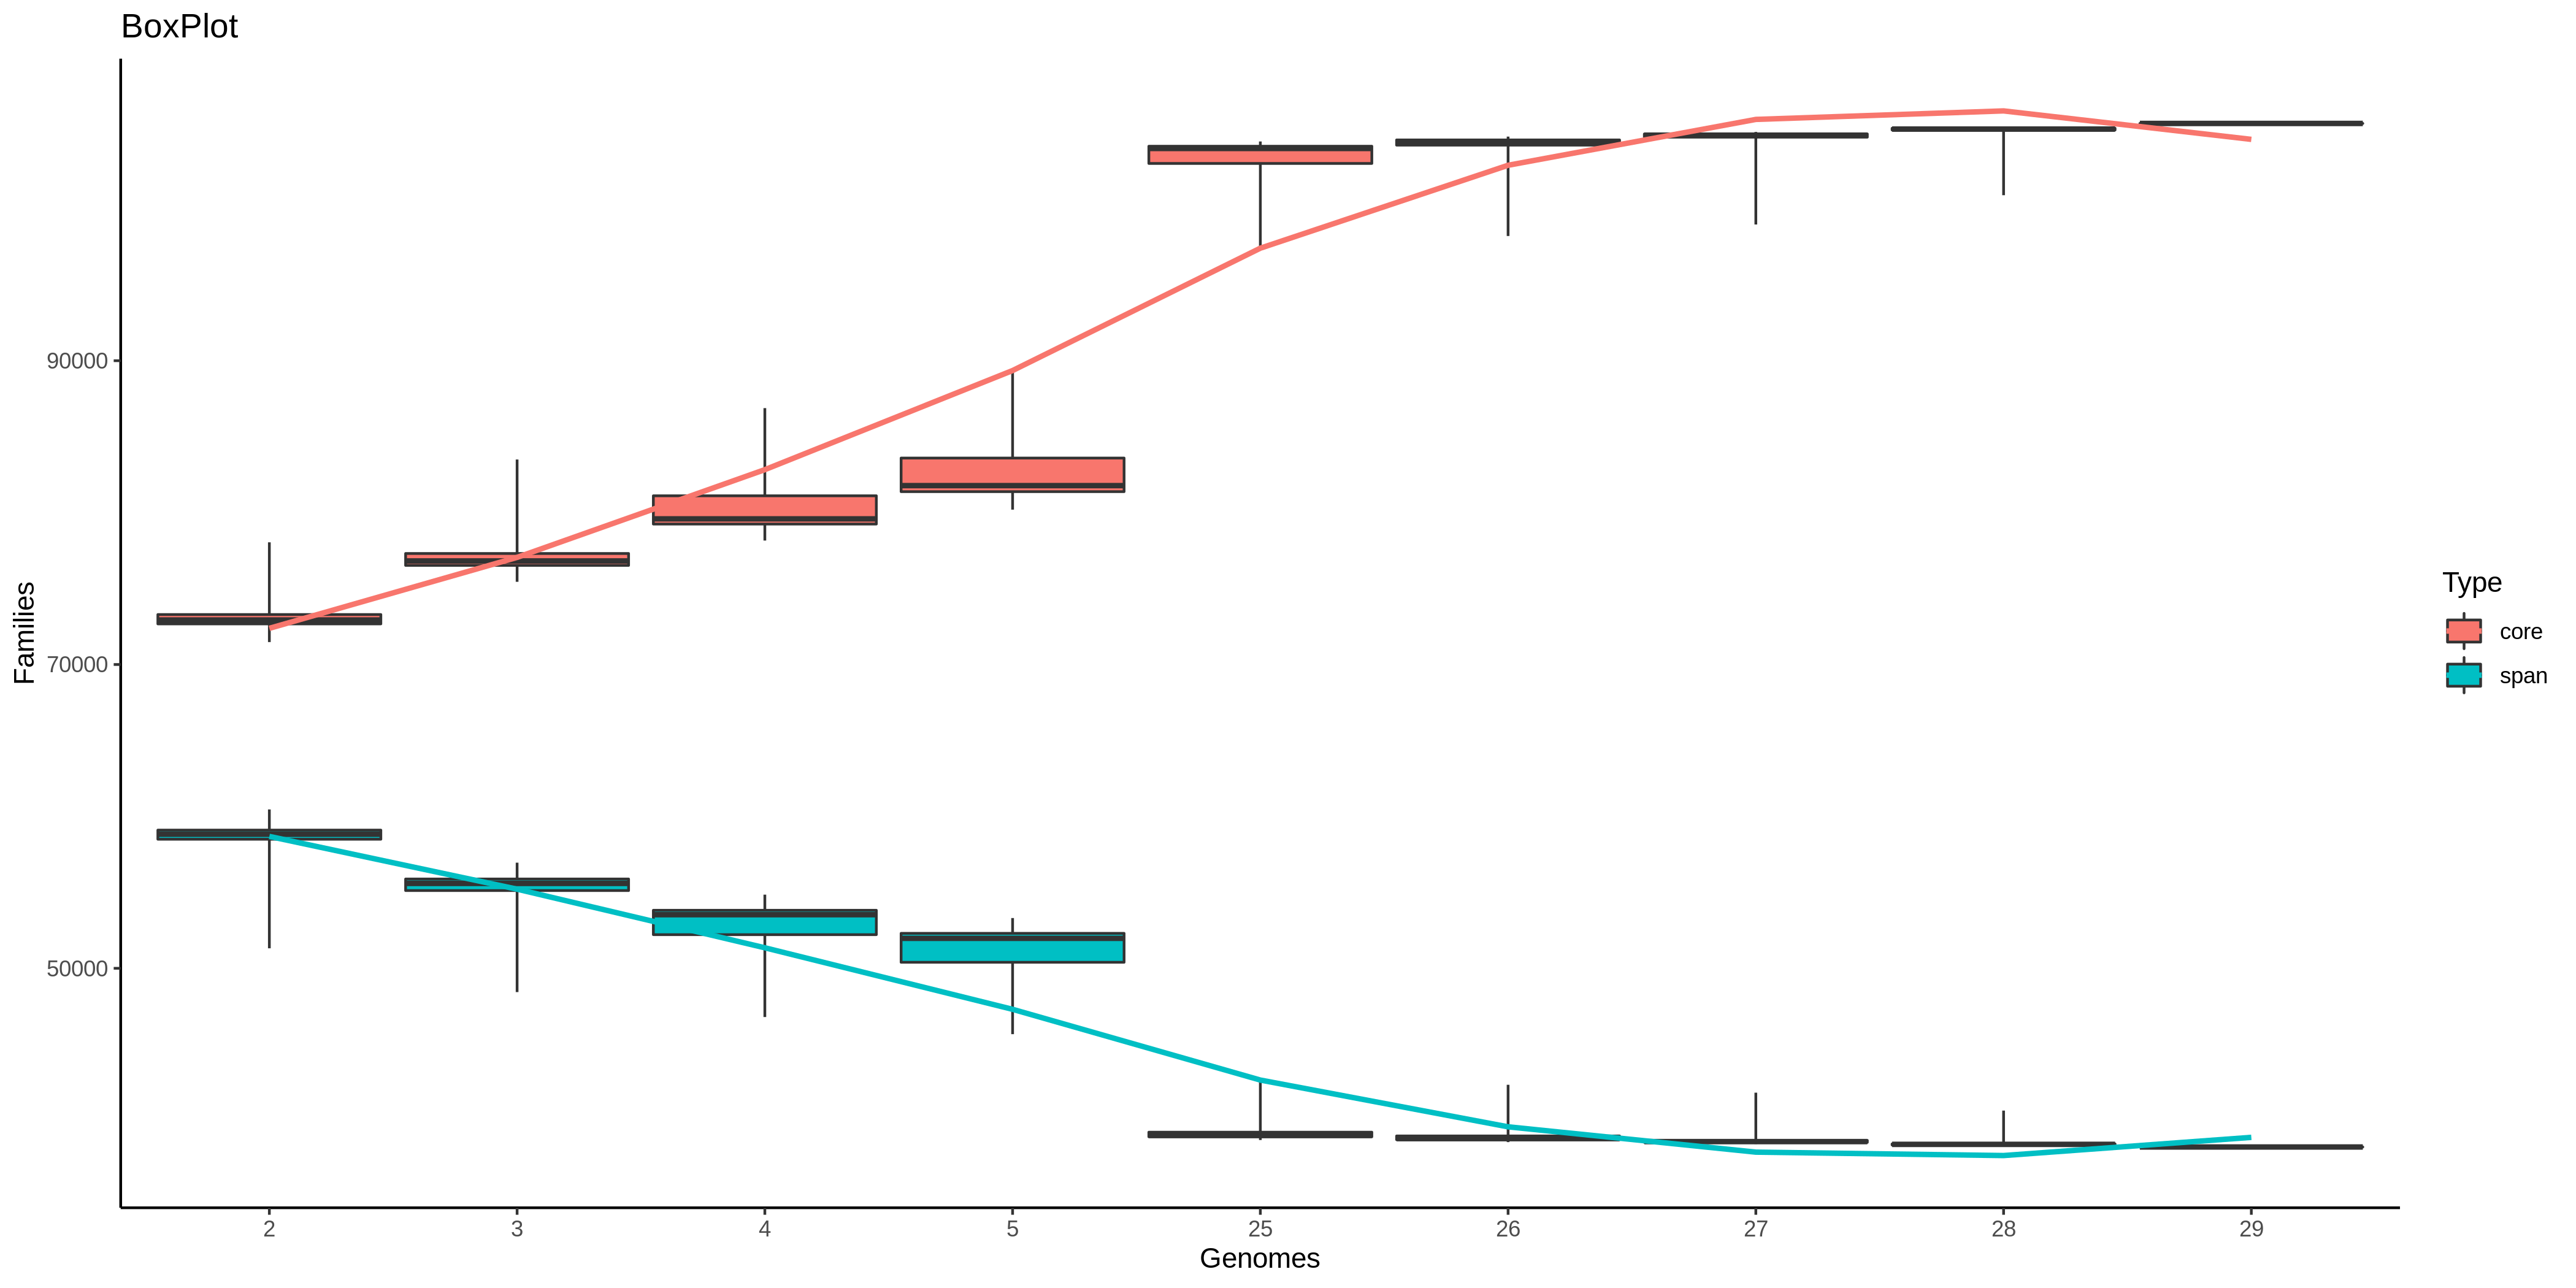 BoxPlot
Families
90000
70000
50000
2 3 4 5 25 26 27 28 29
Genomes
Type
core
span